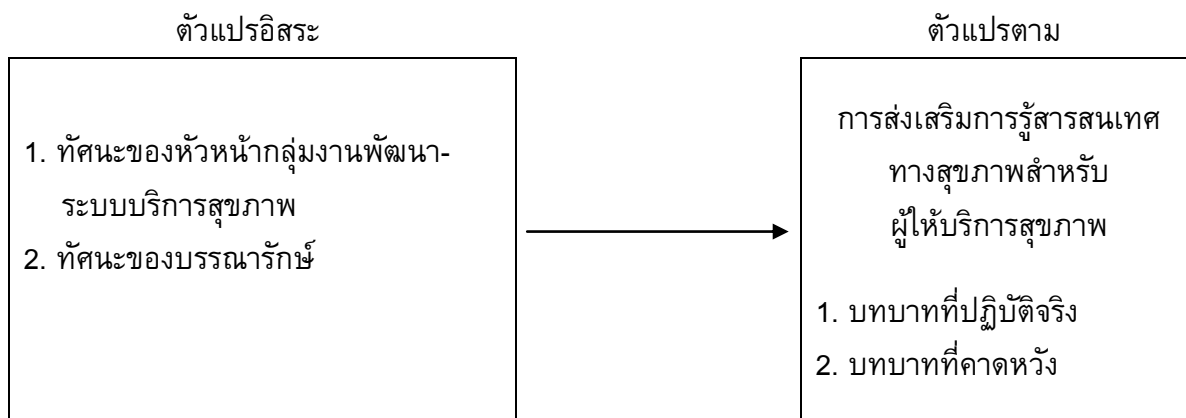 ตัวแปรอิสระ
1. ทัศนะของหัวหน้ากลุ่มงานพัฒนา-
ระบบบริการสุขภาพ
2. ทัศนะของบรรณารักษ์
ตัวแปรตาม
การส่งเสริมการรู้สารสนเทศ
ทางสุขภาพสำหรับ
ผู้ให้บริการสุขภาพ
1. บทบาทที่ปฏิบัติจริง
2. บทบาทที่คาดหวัง